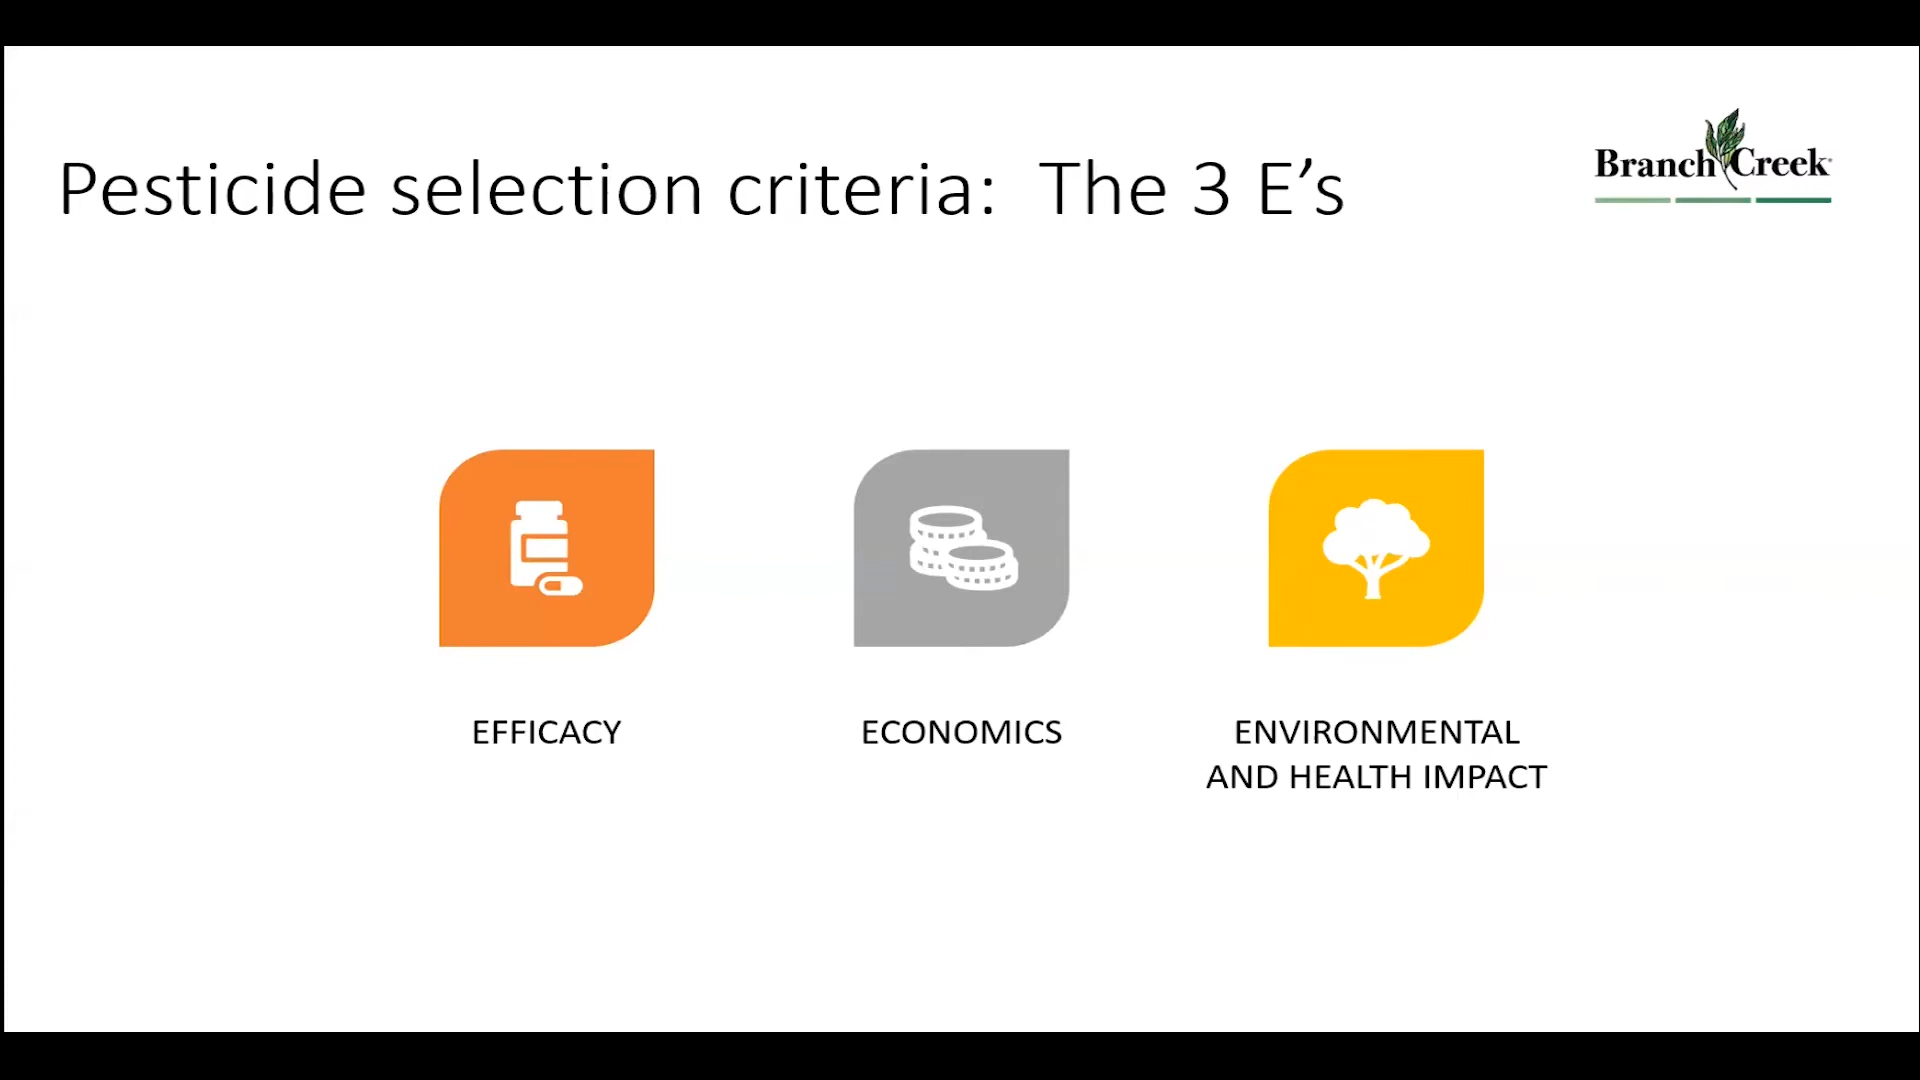 Pesticide selection criteria: The 3 E’s
Branch Creek
EFFICACY
ECONOMICS
ENVIRONMENTAL
AND HEALTH IMPACT